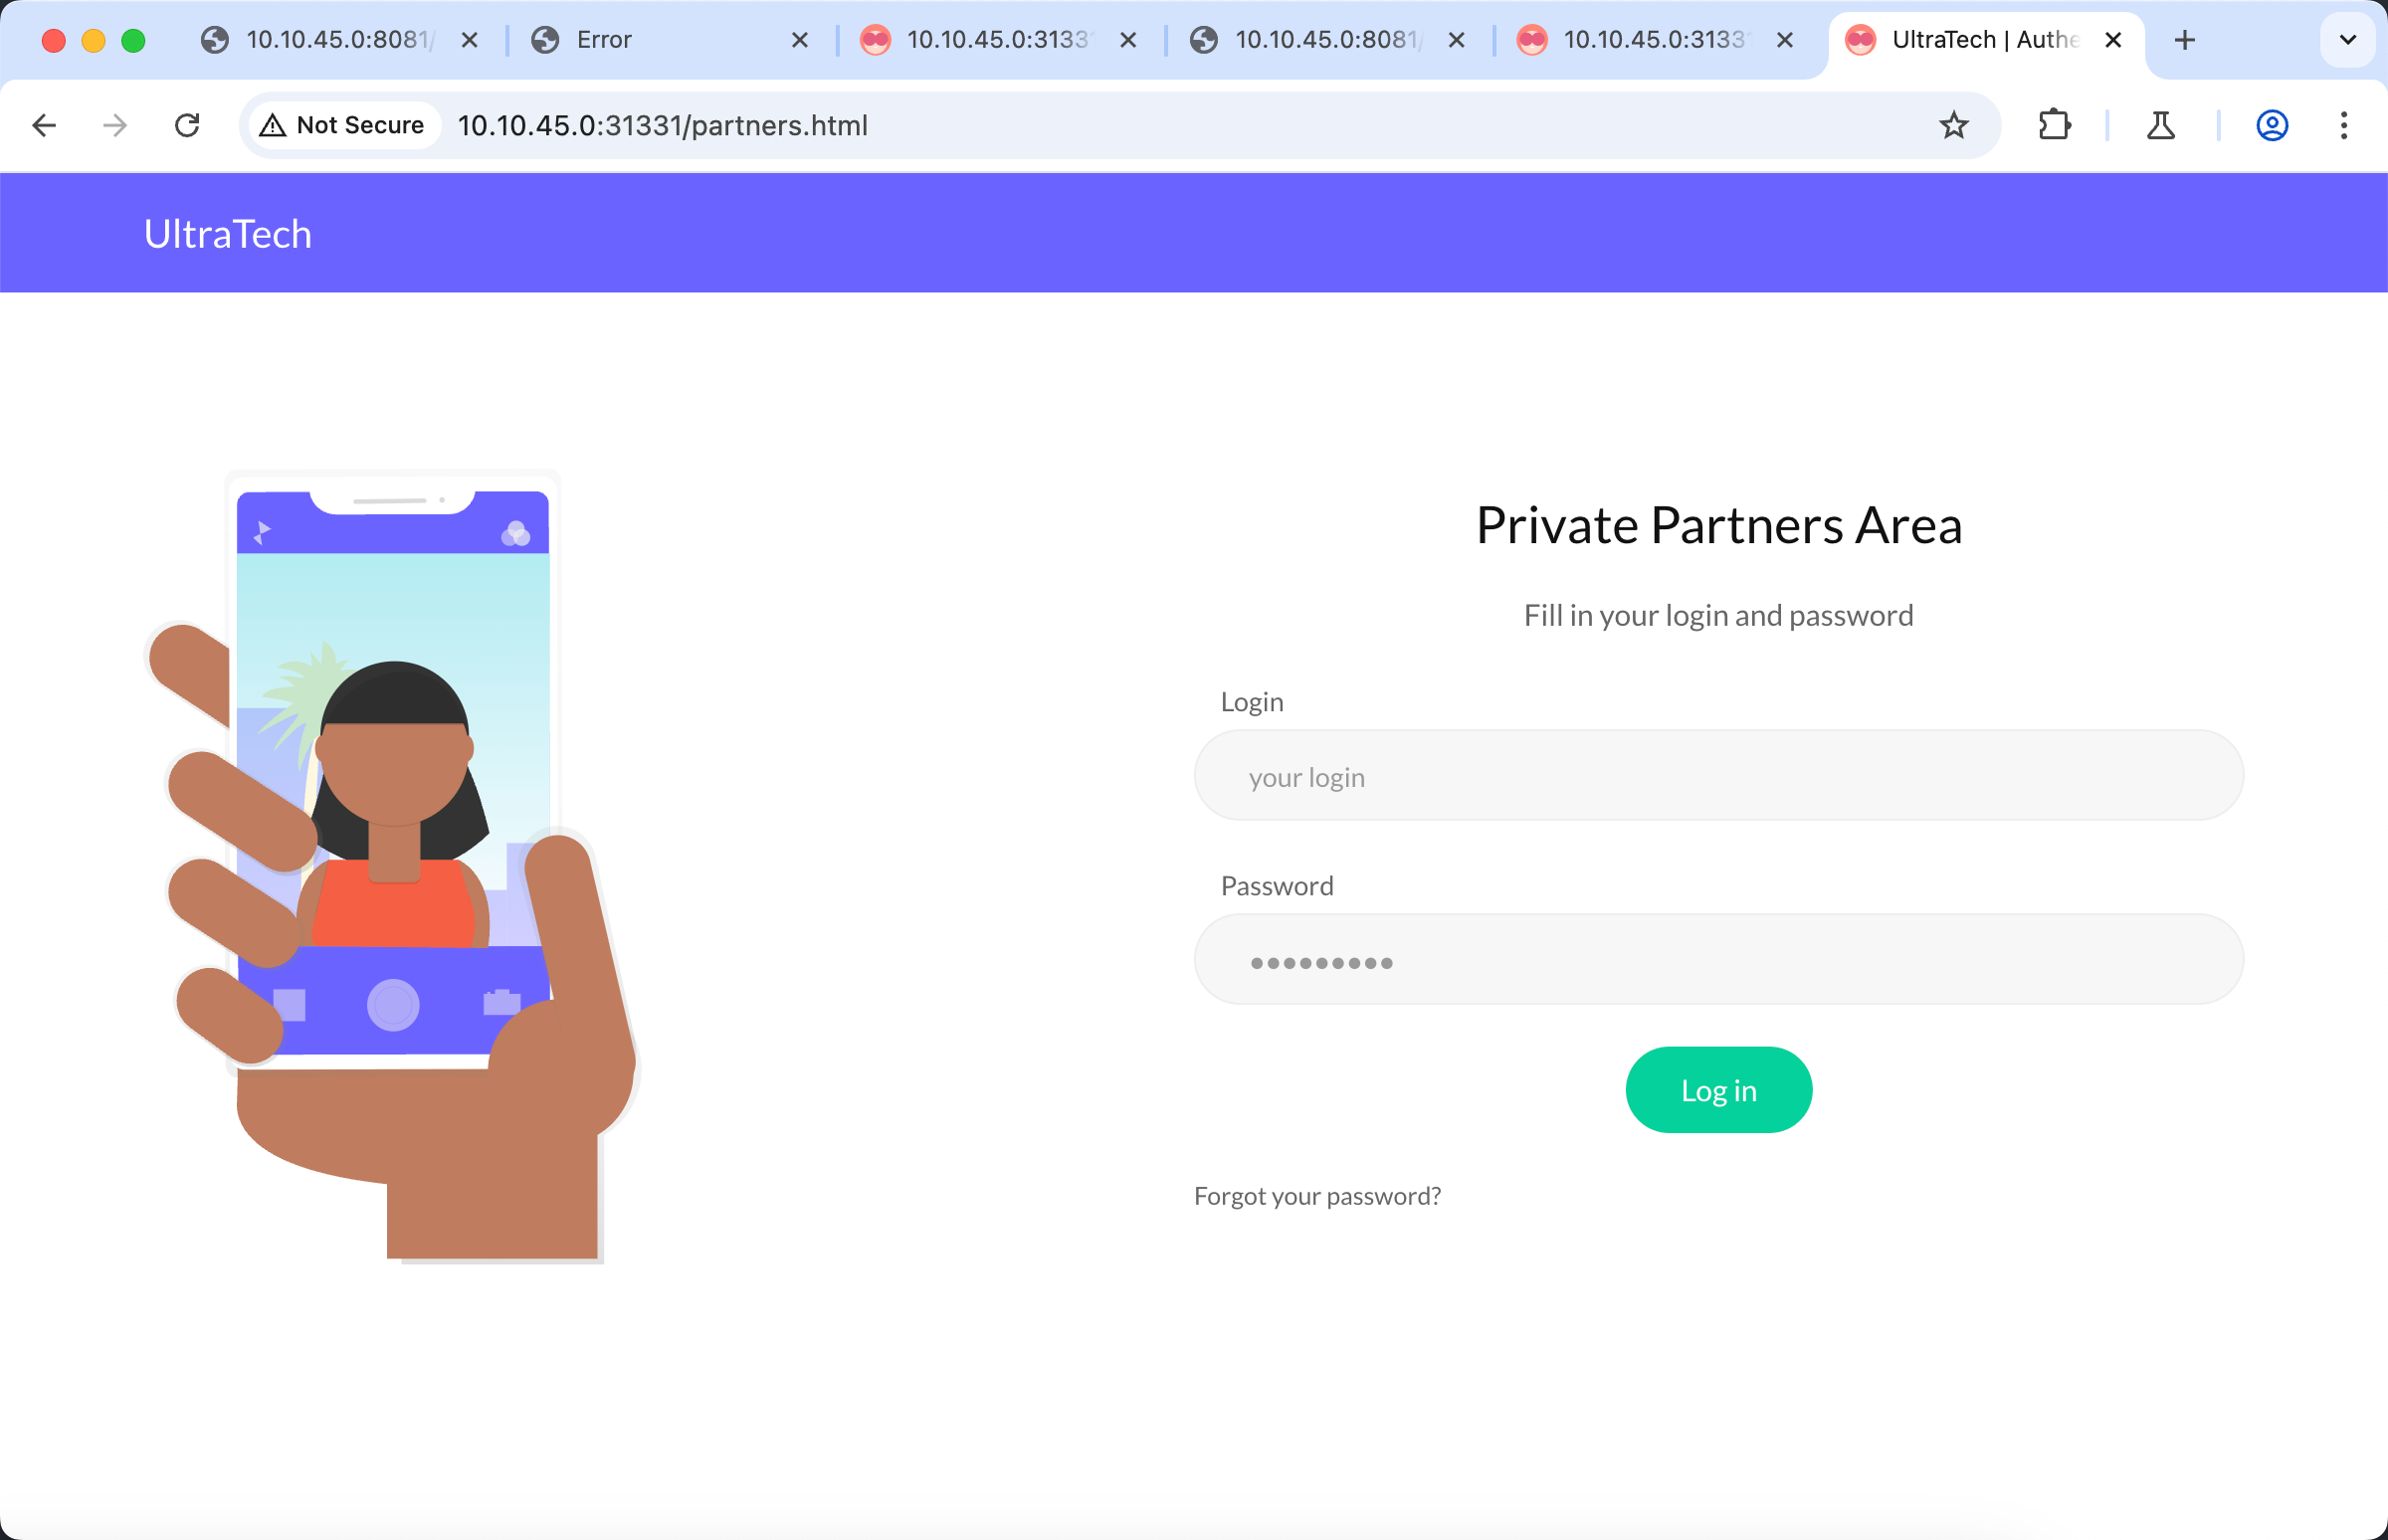 10.10.45.0:8081/
Error
10.10.45.0:3133
10.10.45.0:8081/
10.10.45.0:3133
UltraTech | Authe
Not Secure
10.10.45.0:31331/partners.html
UltraTech
Private Partners Area
Fill in your login and password
Login
your login
Password
•••••••••
Log in
Forgot your password?